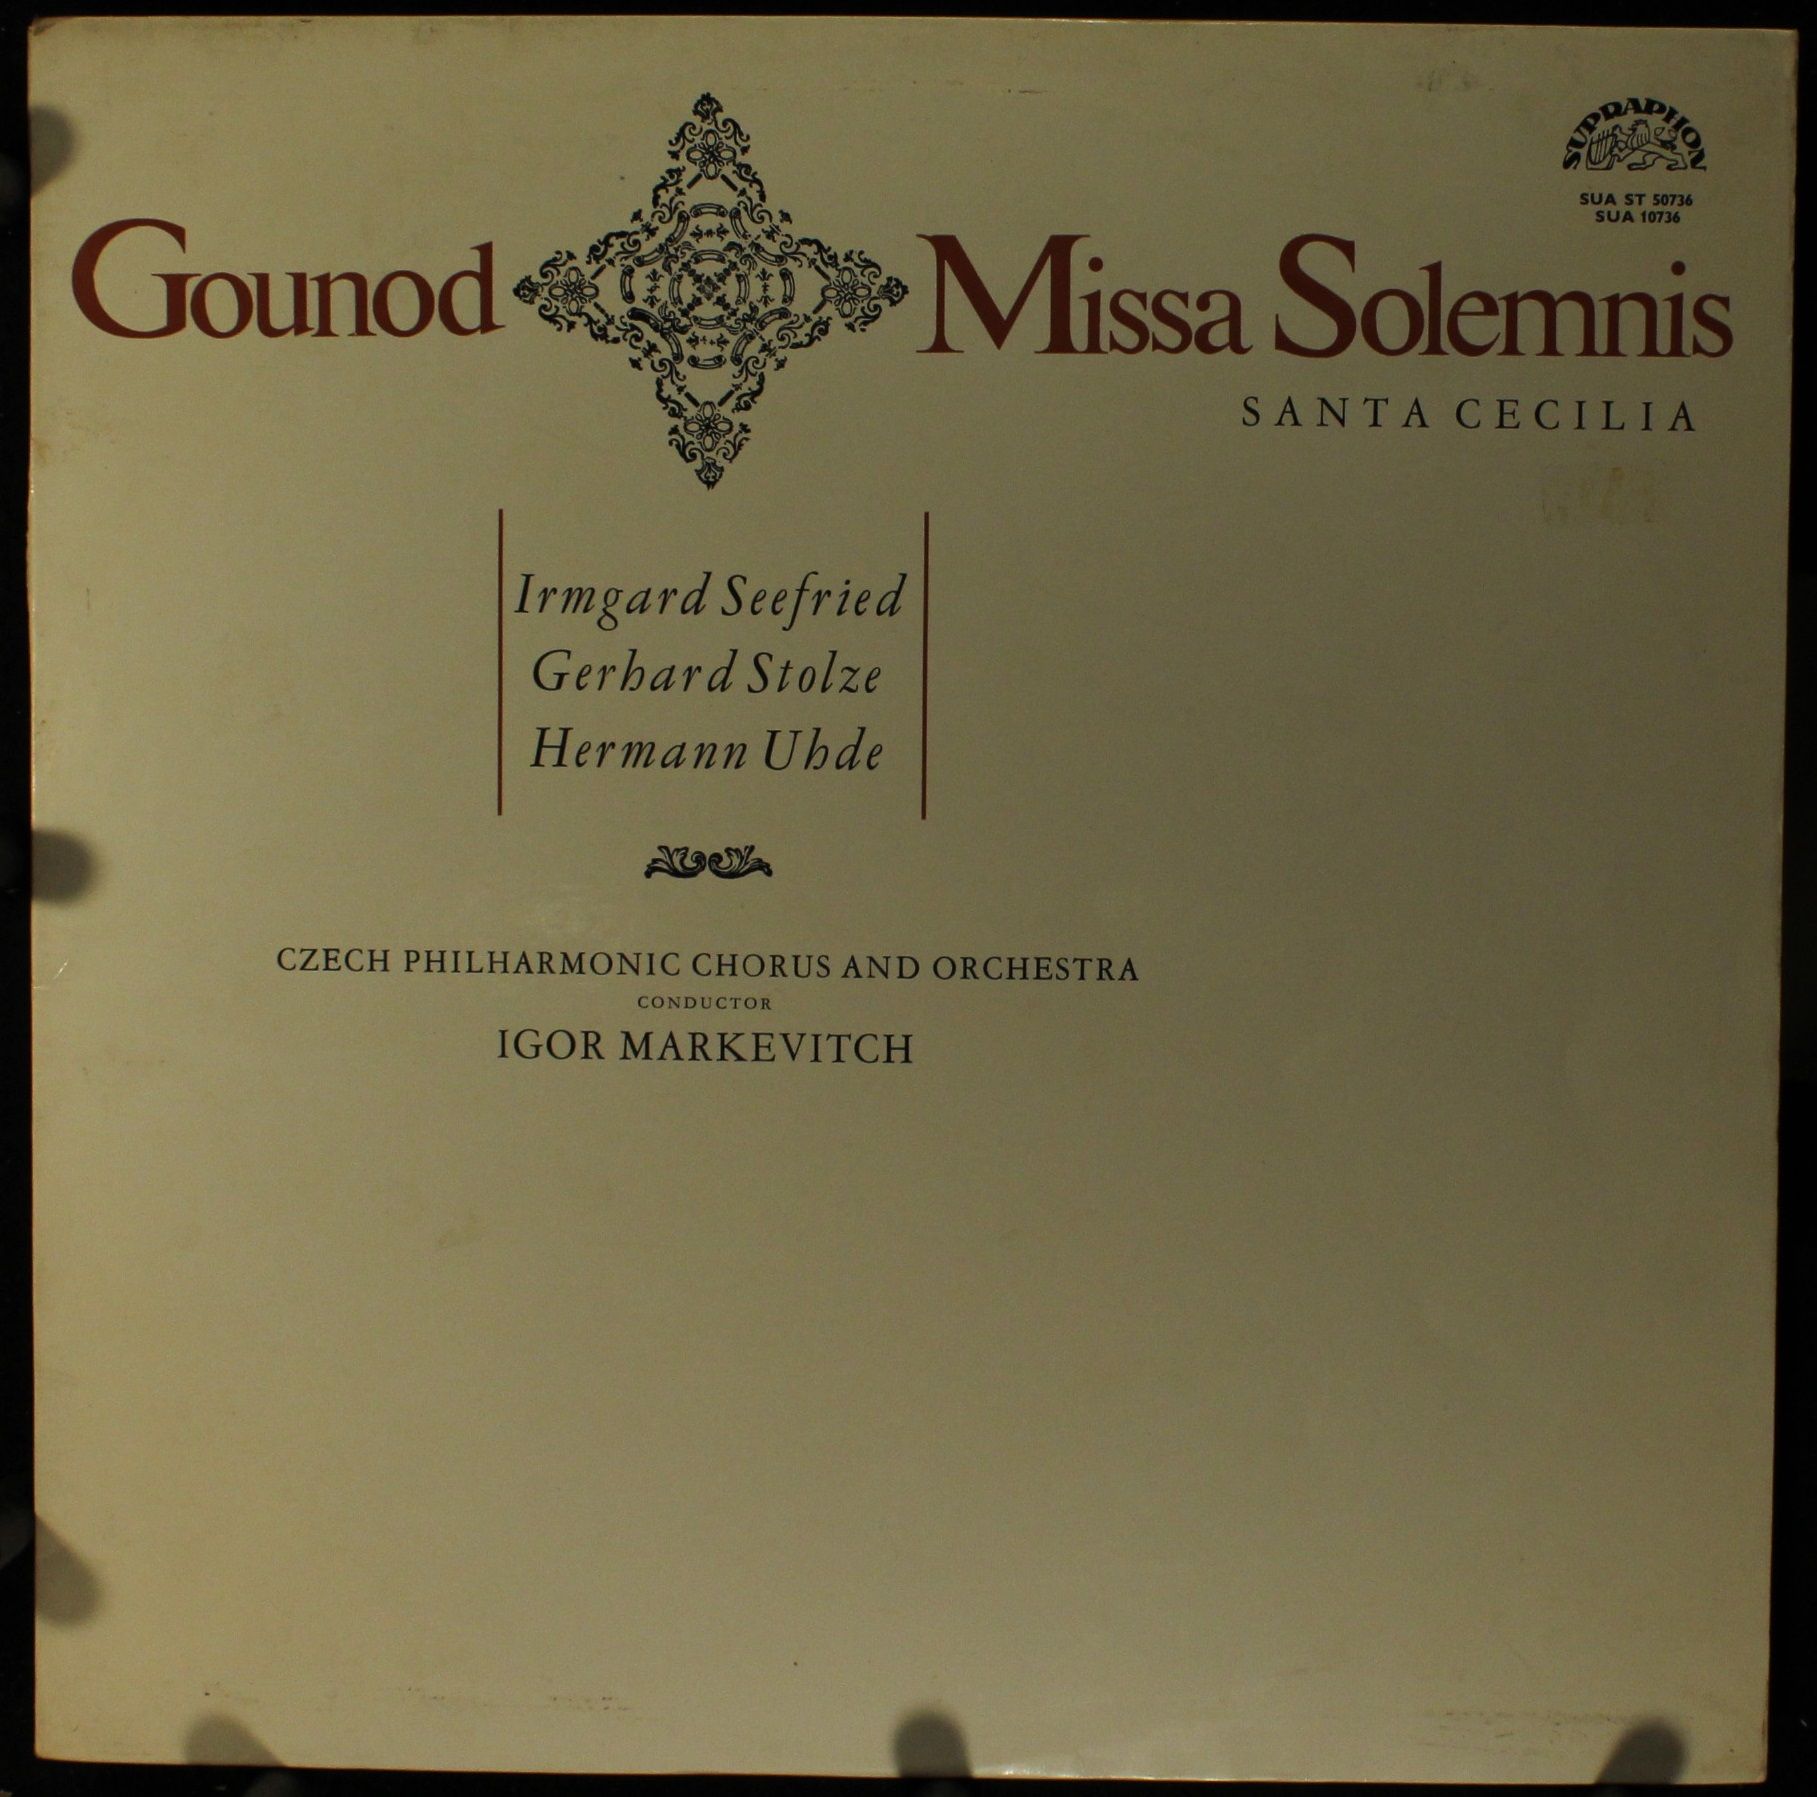 SUPRAPHON
SUA ST 50736
SUA 10736
Gounod Missa Solemnis
SANTA CECILIA
Irmgard Seefried
Gerhard Stolze
Hermann Uhde
CZECH PHILHARMONIC CHORUS AND ORCHESTRA
CONDUCTOR
IGOR MARKEVITCH